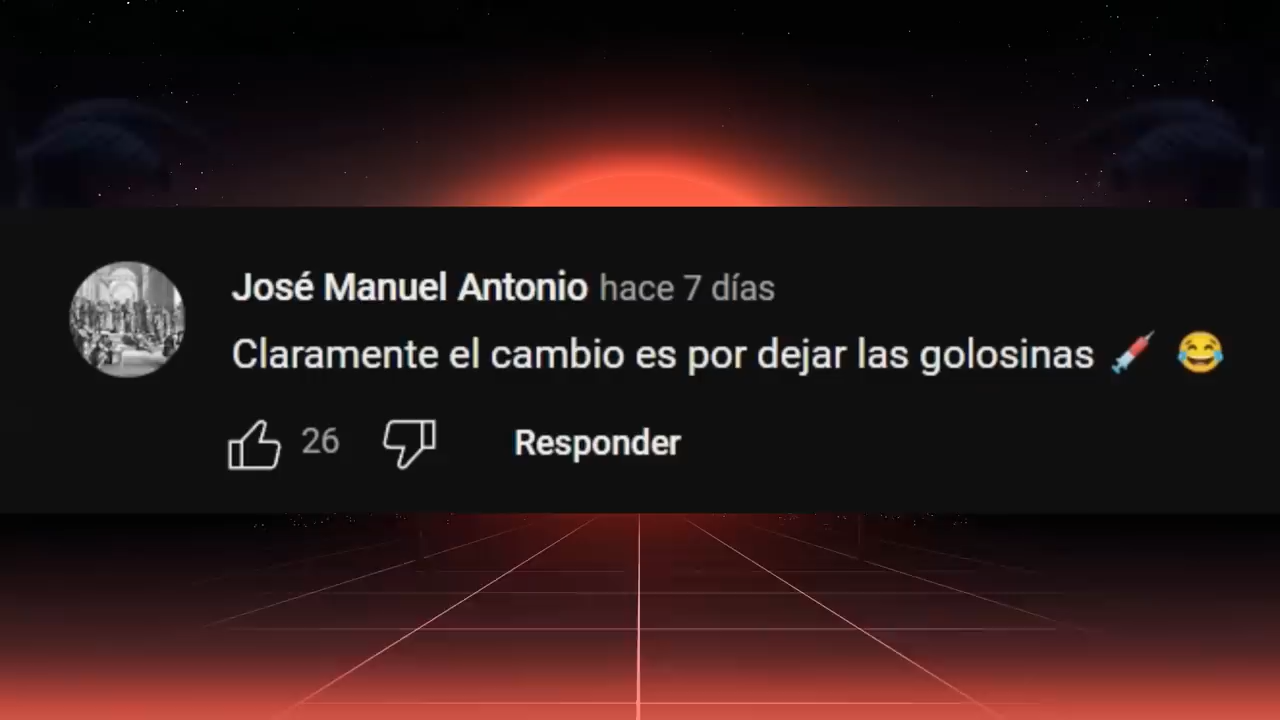 José Manuel Antonio hace 7 días
Claramente el cambio es por dejar las golosinas 💉 😂
26 Responder